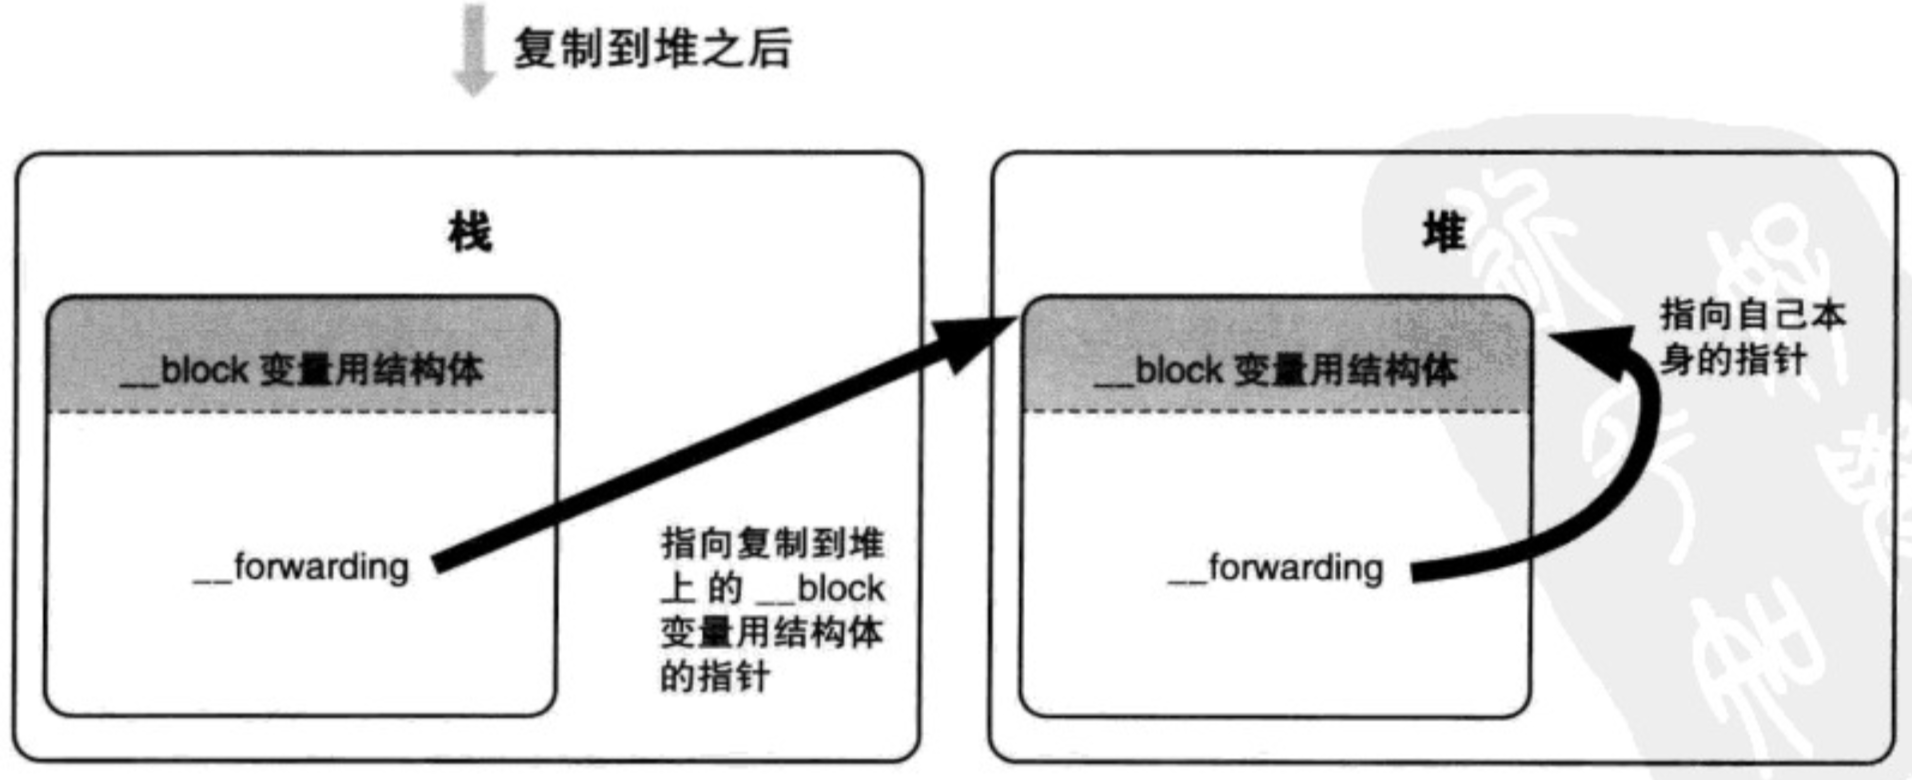 复制到堆之后
栈
__block 变量用结构体
__forwarding
指向复制到堆
上的 __block
变量用结构体
的指针
堆
__block 变量用结构体
__forwarding
指向自己本
身的指针